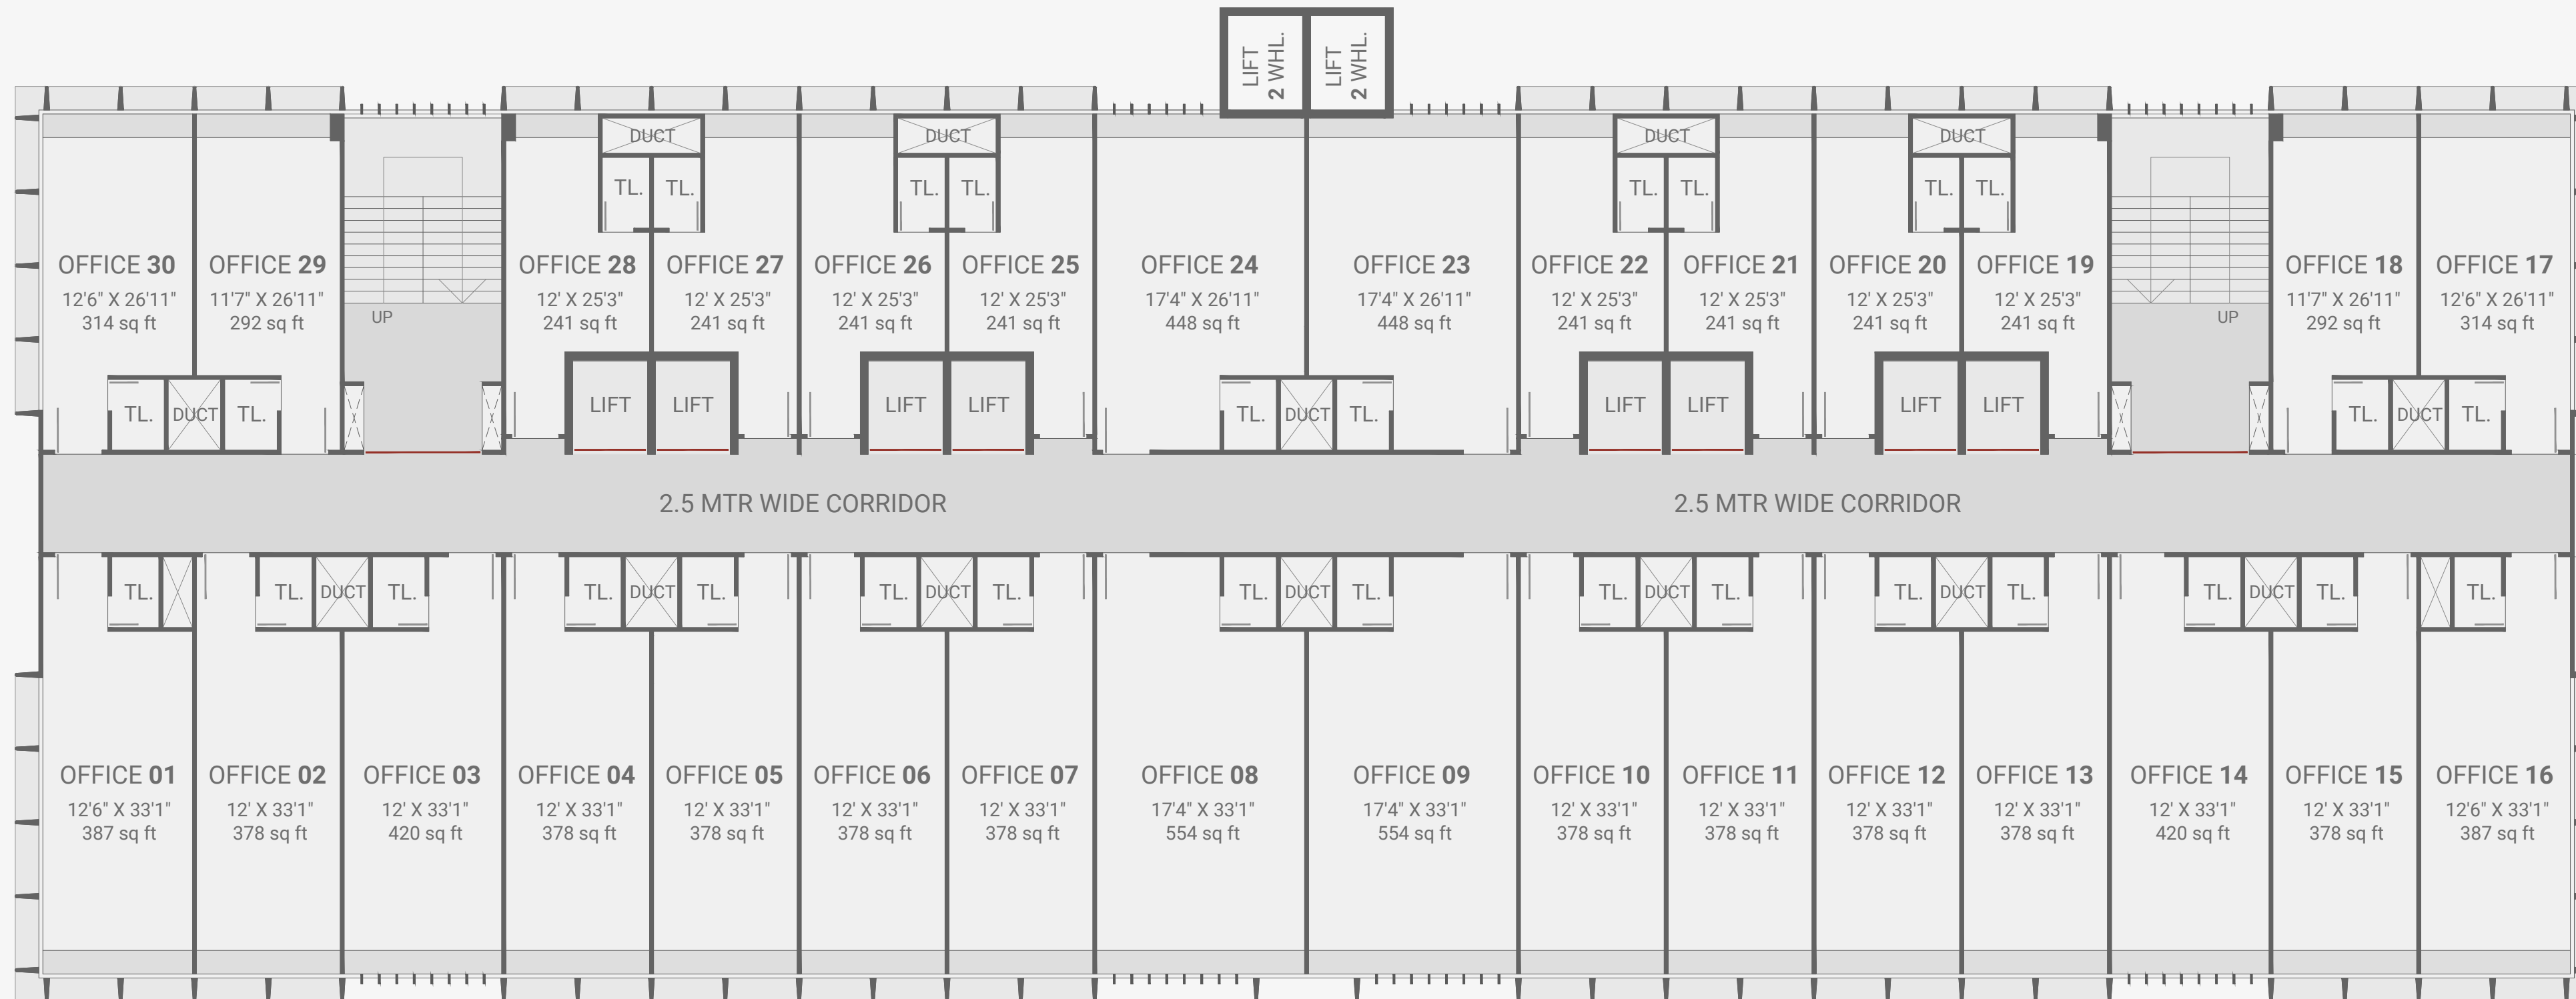 LIFT
2 WHL.
LIFT
2 WHL.
DUCT
DUCT
DUCT
DUCT
TL.
TL.
TL.
TL.
TL.
TL.
TL.
TL.
OFFICE 30
12'6" X 26'11"
314 sq ft
OFFICE 29
11'7" X 26'11"
292 sq ft
UP
OFFICE 28
12' X 25'3"
241 sq ft
OFFICE 27
12' X 25'3"
241 sq ft
OFFICE 26
12' X 25'3"
241 sq ft
OFFICE 25
12' X 25'3"
241 sq ft
OFFICE 24
17'4" X 26'11"
448 sq ft
OFFICE 23
17'4" X 26'11"
448 sq ft
OFFICE 22
12' X 25'3"
241 sq ft
OFFICE 21
12' X 25'3"
241 sq ft
OFFICE 20
12' X 25'3"
241 sq ft
OFFICE 19
12' X 25'3"
241 sq ft
UP
OFFICE 18
11'7" X 26'11"
292 sq ft
OFFICE 17
12'6" X 26'11"
314 sq ft
TL.
DUCT
TL.
LIFT
LIFT
LIFT
LIFT
TL.
DUCT
TL.
LIFT
LIFT
LIFT
LIFT
TL.
DUCT
TL.
2.5 MTR WIDE CORRIDOR
2.5 MTR WIDE CORRIDOR
TL.
TL.
DUCT
TL.
TL.
DUCT
TL.
TL.
DUCT
TL.
TL.
DUCT
TL.
TL.
DUCT
TL.
TL.
DUCT
TL.
TL.
DUCT
TL.
TL.
OFFICE 01
12'6" X 33'1"
387 sq ft
OFFICE 02
12' X 33'1"
378 sq ft
OFFICE 03
12' X 33'1"
420 sq ft
OFFICE 04
12' X 33'1"
378 sq ft
OFFICE 05
12' X 33'1"
378 sq ft
OFFICE 06
12' X 33'1"
378 sq ft
OFFICE 07
12' X 33'1"
378 sq ft
OFFICE 08
17'4" X 33'1"
554 sq ft
OFFICE 09
17'4" X 33'1"
554 sq ft
OFFICE 10
12' X 33'1"
378 sq ft
OFFICE 11
12' X 33'1"
378 sq ft
OFFICE 12
12' X 33'1"
378 sq ft
OFFICE 13
12' X 33'1"
378 sq ft
OFFICE 14
12' X 33'1"
420 sq ft
OFFICE 15
12' X 33'1"
378 sq ft
OFFICE 16
12'6" X 33'1"
387 sq ft